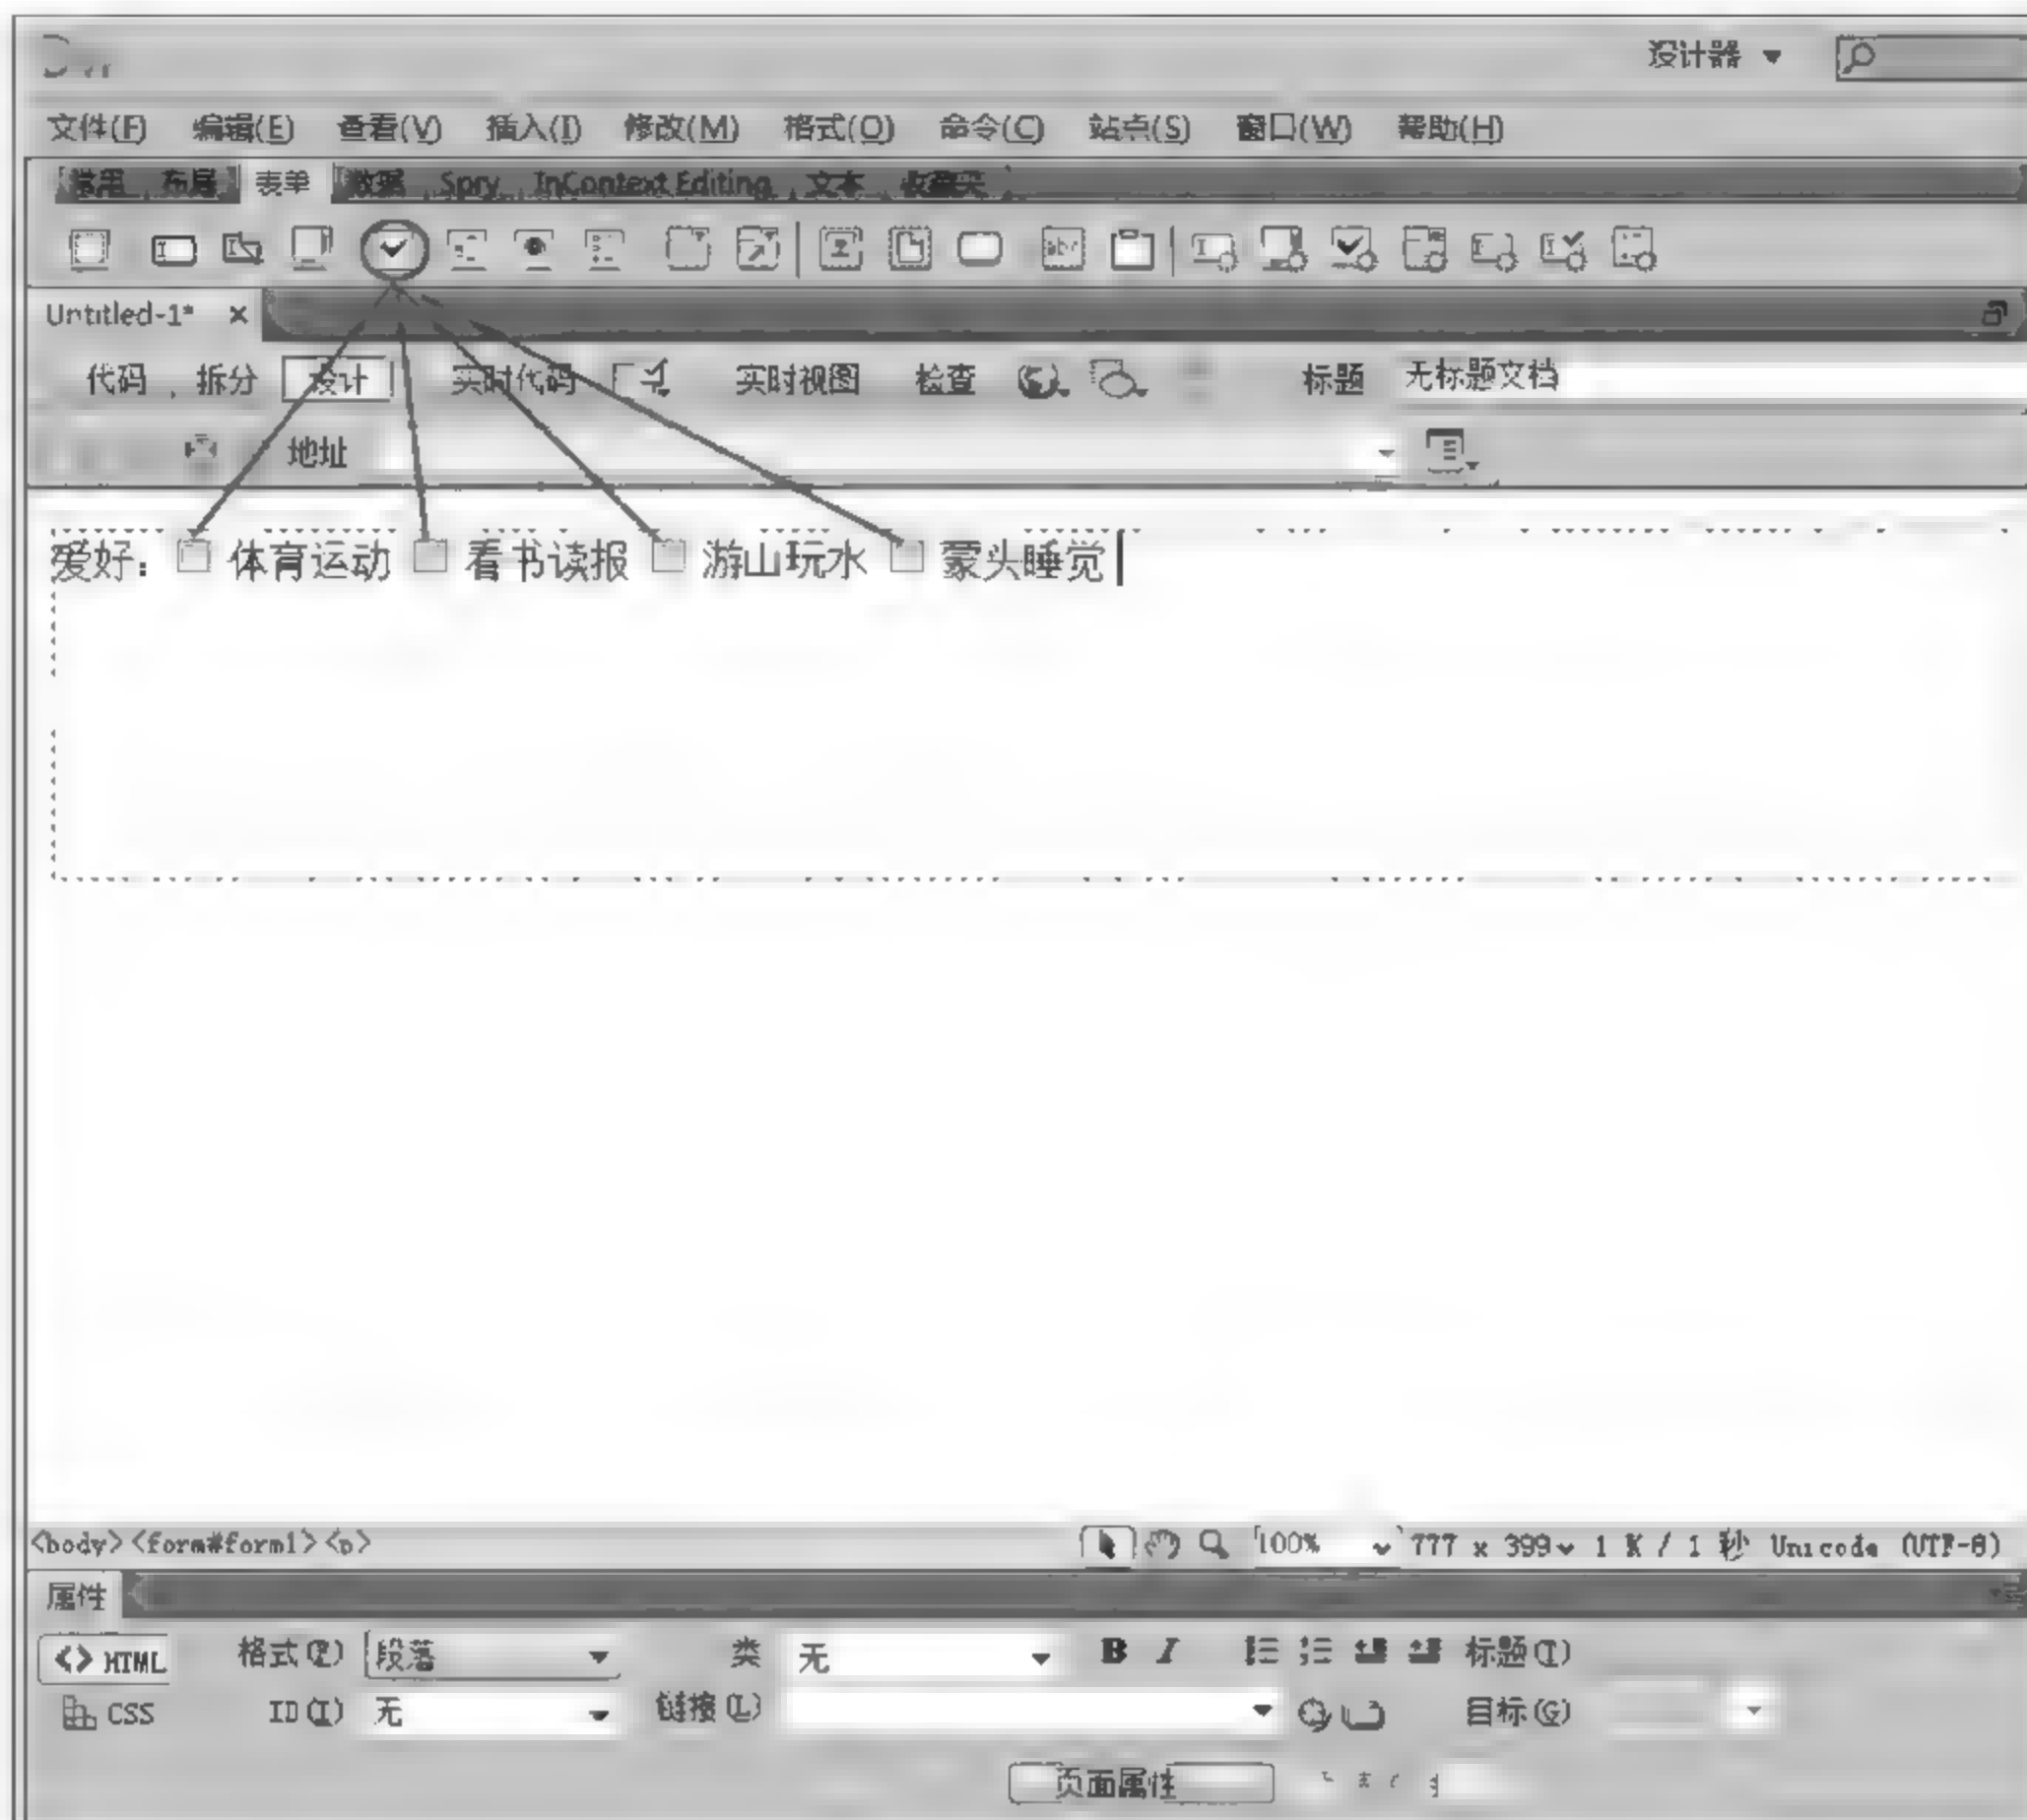 设计器
文件(F) 编辑(E) 查看(V) 插入(I) 修改(M) 格式(O) 命令(C) 站点(S) 窗口(W) 帮助(H)
常用 布局 表单 数据 Spry InContext Editing 文本 收藏夹
Untitled-1* ×
代码 拆分 设计 实时代码 实时视图 检查 标题 无标题文档
地址
爱好: 体育运动 看书读报 游山玩水 蒙头睡觉
<body><form#form1><p> 100% 777 x 399 1 K / 1 秒 Unicode (UTF-8)
属性
<> HTML 格式(F) 段落 类 无 B I 标题(T)
CSS ID(I) 无 链接(L) 目标(G)
页面属性